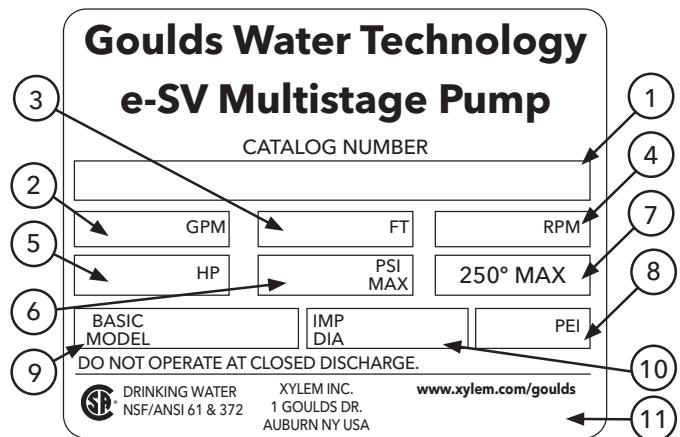 Goulds Water Technology
e-SV Multistage Pump
CATALOG NUMBER
3
1
2
4
GPM
FT
RPM
7
5
HP
PSI
MAX
250° MAX
8
6
BASIC
MODEL
IMP
DIA
PEI
9
10
DO NOT OPERATE AT CLOSED DISCHARGE.
DRINKING WATER
NSF/ANSI 61 & 372
XYLEM INC.
1 GOULDS DR.
AUBURN NY USA
www.xylem.com/goulds
11